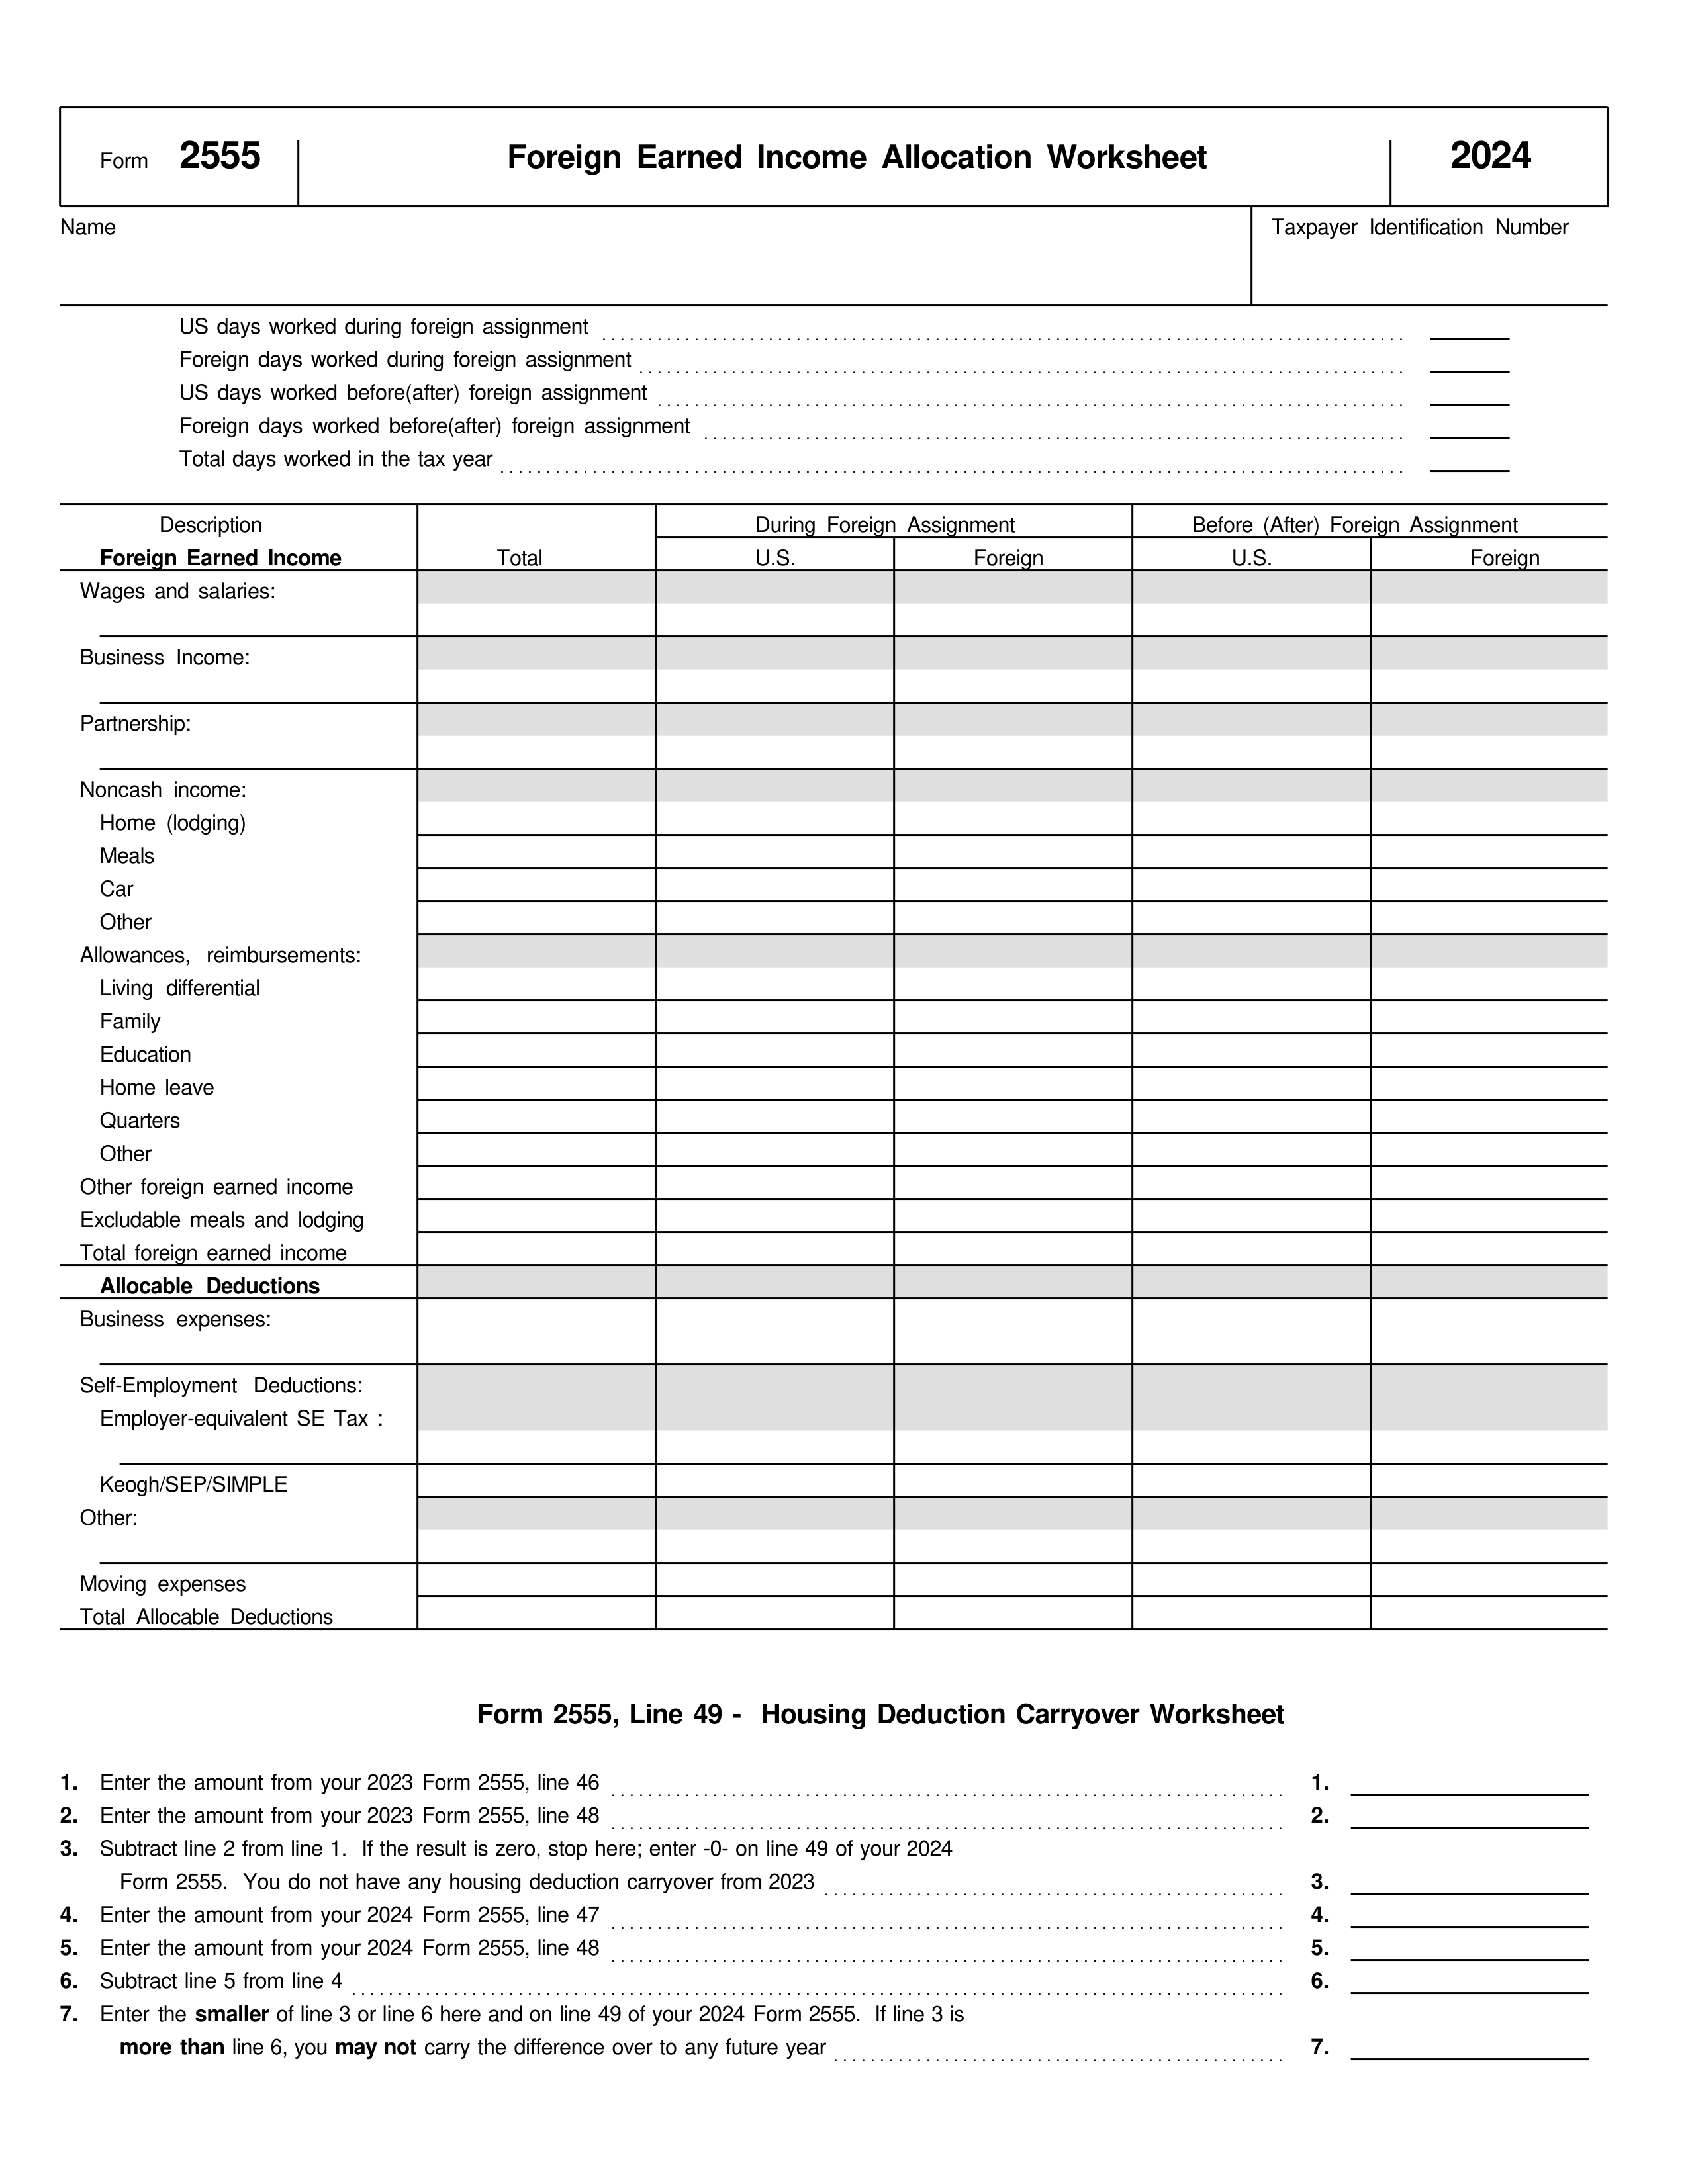 Form 2555 Foreign Earned Income Allocation Worksheet 2024
Name Taxpayer Identification Number
US days worked during foreign assignment
Foreign days worked during foreign assignment
US days worked before(after) foreign assignment
Foreign days worked before(after) foreign assignment
Total days worked in the tax year
Description During Foreign Assignment Before (After) Foreign Assignment
Foreign Earned Income Total U.S. Foreign U.S. Foreign
Wages and salaries:
Business Income:
Partnership:
Noncash income:
Home (lodging)
Meals
Car
Other
Allowances, reimbursements:
Living differential
Family
Education
Home leave
Quarters
Other
Other foreign earned income
Excludable meals and lodging
Total foreign earned income
Allocable Deductions
Business expenses:
Self-Employment Deductions:
Employer-equivalent SE Tax :
Keogh/SEP/SIMPLE
Other:
Moving expenses
Total Allocable Deductions
Form 2555, Line 49 - Housing Deduction Carryover Worksheet
1. Enter the amount from your 2023 Form 2555, line 46 1.
2. Enter the amount from your 2023 Form 2555, line 48 2.
3. Subtract line 2 from line 1. If the result is zero, stop here; enter -0- on line 49 of your 2024
Form 2555. You do not have any housing deduction carryover from 2023 3.
4. Enter the amount from your 2024 Form 2555, line 47 4.
5. Enter the amount from your 2024 Form 2555, line 48 5.
6. Subtract line 5 from line 4 6.
7. Enter the smaller of line 3 or line 6 here and on line 49 of your 2024 Form 2555. If line 3 is
more than line 6, you may not carry the difference over to any future year 7.